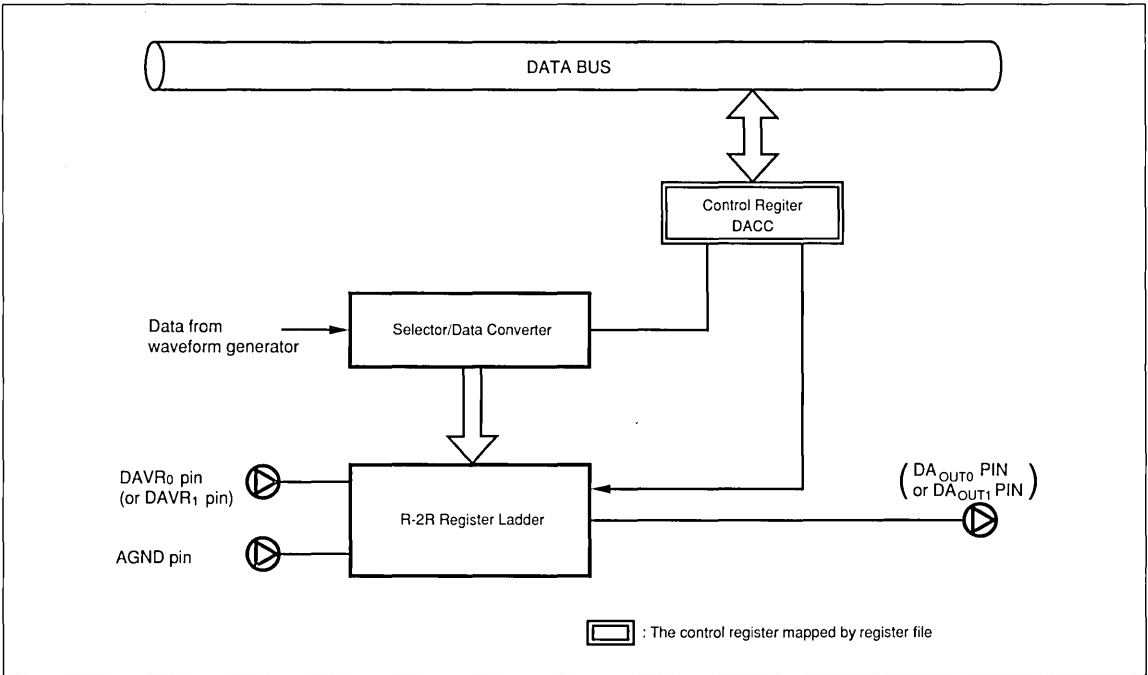 DATA BUS
Control Regiter
DACC
Data from
waveform generator
Selector/Data Converter
DAVR0 pin
(or DAVR1 pin)
AGND pin
R-2R Register Ladder
(DAOUT0 PIN
or DAOUT1 PIN)
: The control register mapped by register file